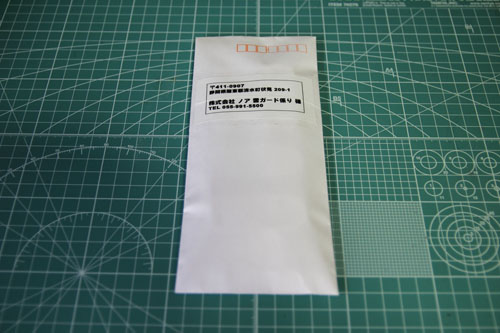 〒411-0907
静岡県駿東郡清水町伏見 209-1
株式会社 ノア 雷ガード係り 様
TEL 055-991-5500